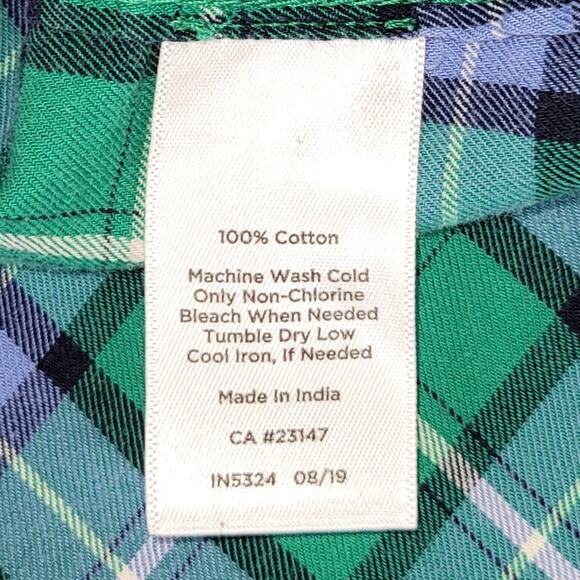 100% Cotton
Machine Wash Cold
Only Non-Chlorine
Bleach When Needed
Tumble Dry Low
Cool Iron, If Needed
Made In India
CA #23147
IN5324 08/19